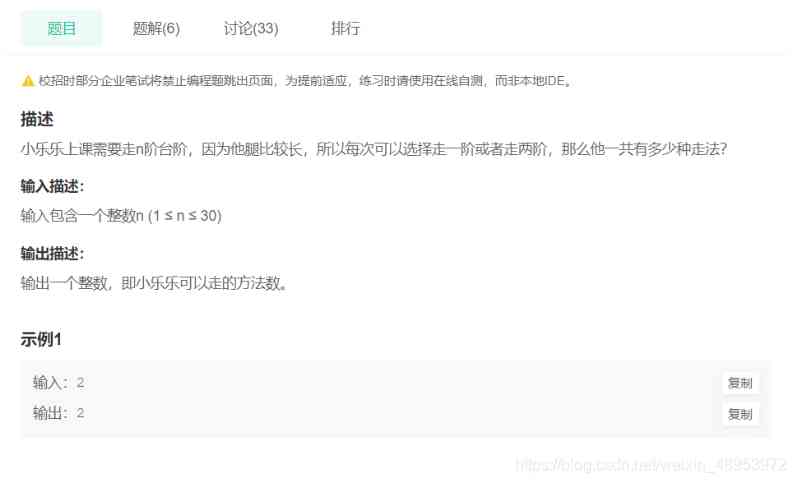 题目 题解(6) 讨论(33) 排行
校招时部分企业笔试将禁止编程题跳出页面，为提前适应，练习时请使用在线自测，而非本地IDE。
描述
小乐乐上课需要走n阶台阶，因为他腿比较长，所以每次可以选择走一阶或者走两阶，那么他一共有多少种走法？
输入描述：
输入包含一个整数n (1 ≤ n ≤ 30)
输出描述：
输出一个整数，即小乐乐可以走的方法数。
示例1
输入：2 复制
输出：2 复制
https://blog.csdn.net/weixin_48953972